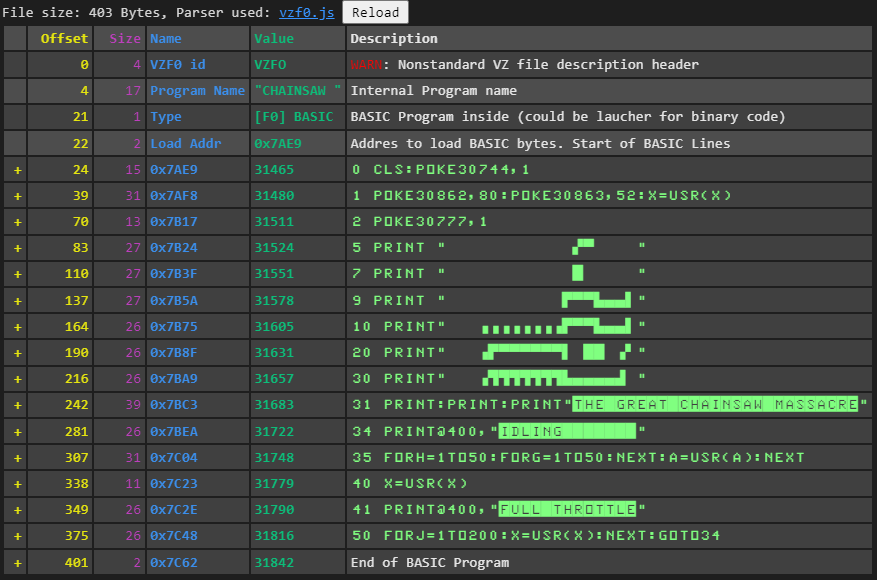 File size: 403 Bytes, Parser used: vzf0.js Reload
Offset Size Name Value Description
0 4 VZF0 id VZFO WARN: Nonstandard VZ file description header
4 17 Program Name "CHAINSAW " Internal Program name
21 1 Type [F0] BASIC BASIC Program inside (could be laucher for binary code)
22 2 Load Addr 0x7AE9 Addres to load BASIC bytes. Start of BASIC Lines
+ 24 15 0x7AE9 31465 0 CLS:POKE30744,1
+ 39 31 0x7AF8 31480 1 POKE30862,80:POKE30863,52:X=USR(X)
+ 70 13 0x7B17 31511 2 POKE30777,1
+ 83 27 0x7B24 31524 5 PRINT " "
+ 110 27 0x7B3F 31551 7 PRINT " "
+ 137 27 0x7B5A 31578 9 PRINT " "
+ 164 26 0x7B75 31605 10 PRINT" "
+ 190 26 0x7B8F 31631 20 PRINT" "
+ 216 26 0x7BA9 31657 30 PRINT" "
+ 242 39 0x7BC3 31683 31 PRINT:PRINT:PRINT"THE GREAT CHAINSAW MASSACRE"
+ 281 26 0x7BEA 31722 34 PRINT@400,"IDLING "
+ 307 31 0x7C04 31748 35 FORH=1TO50:FORG=1TO50:NEXT:A=USR(A):NEXT
+ 338 11 0x7C23 31779 40 X=USR(X)
+ 349 26 0x7C2E 31790 41 PRINT@400,"FULL THROTTLE"
+ 375 26 0x7C48 31816 50 FORJ=1TO200:X=USR(X):NEXT:GOTO34
+ 401 2 0x7C62 31842 End of BASIC Program